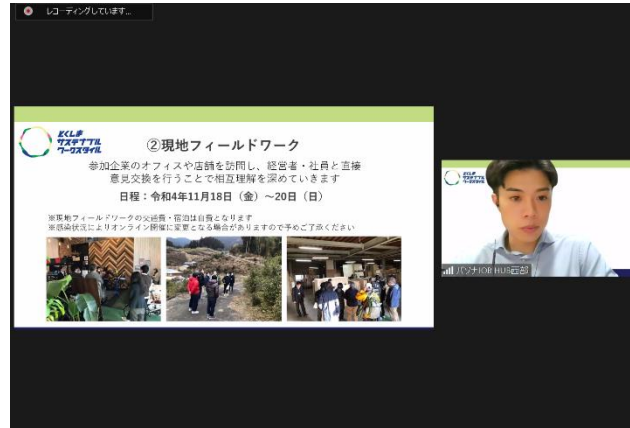 レコーディングしています...
とくしま
サステナブル
ワークスタイル
②現地フィールドワーク
参加企業のオフィスや店舗を訪問し、経営者・社員と直接
意見交換を行うことで相互理解を深めていきます
日程：令和4年11月18日（金）～20日（日）
※現地フィールドワークの交通費・宿泊は自費となります
※感染状況によりオンライン開催に変更となる場合がありますので予めご了承ください
パソナJOB HUB西部